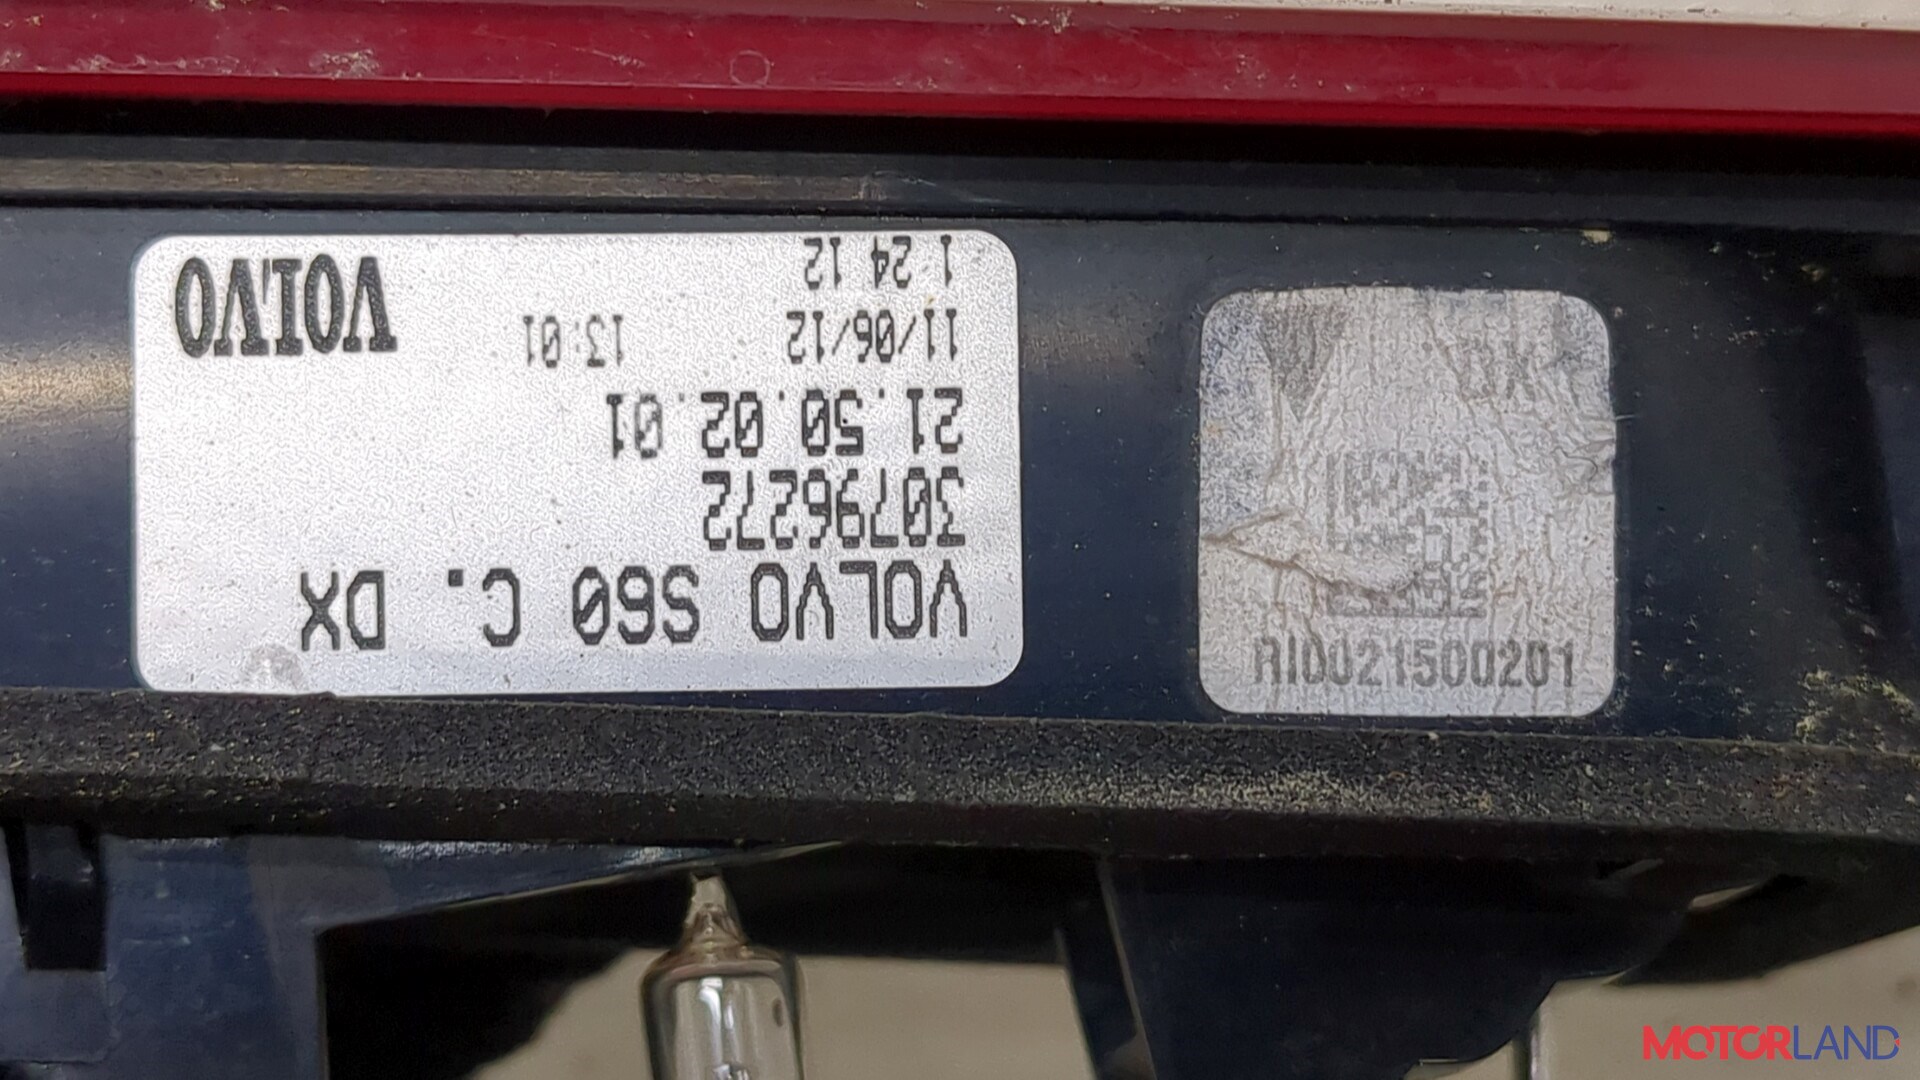 VOLVO S60 C. DX
30796272
21.50.02.01
11/06/12 13:01
1 24 12
VOLVO
RI0021500201
MOTORLAND